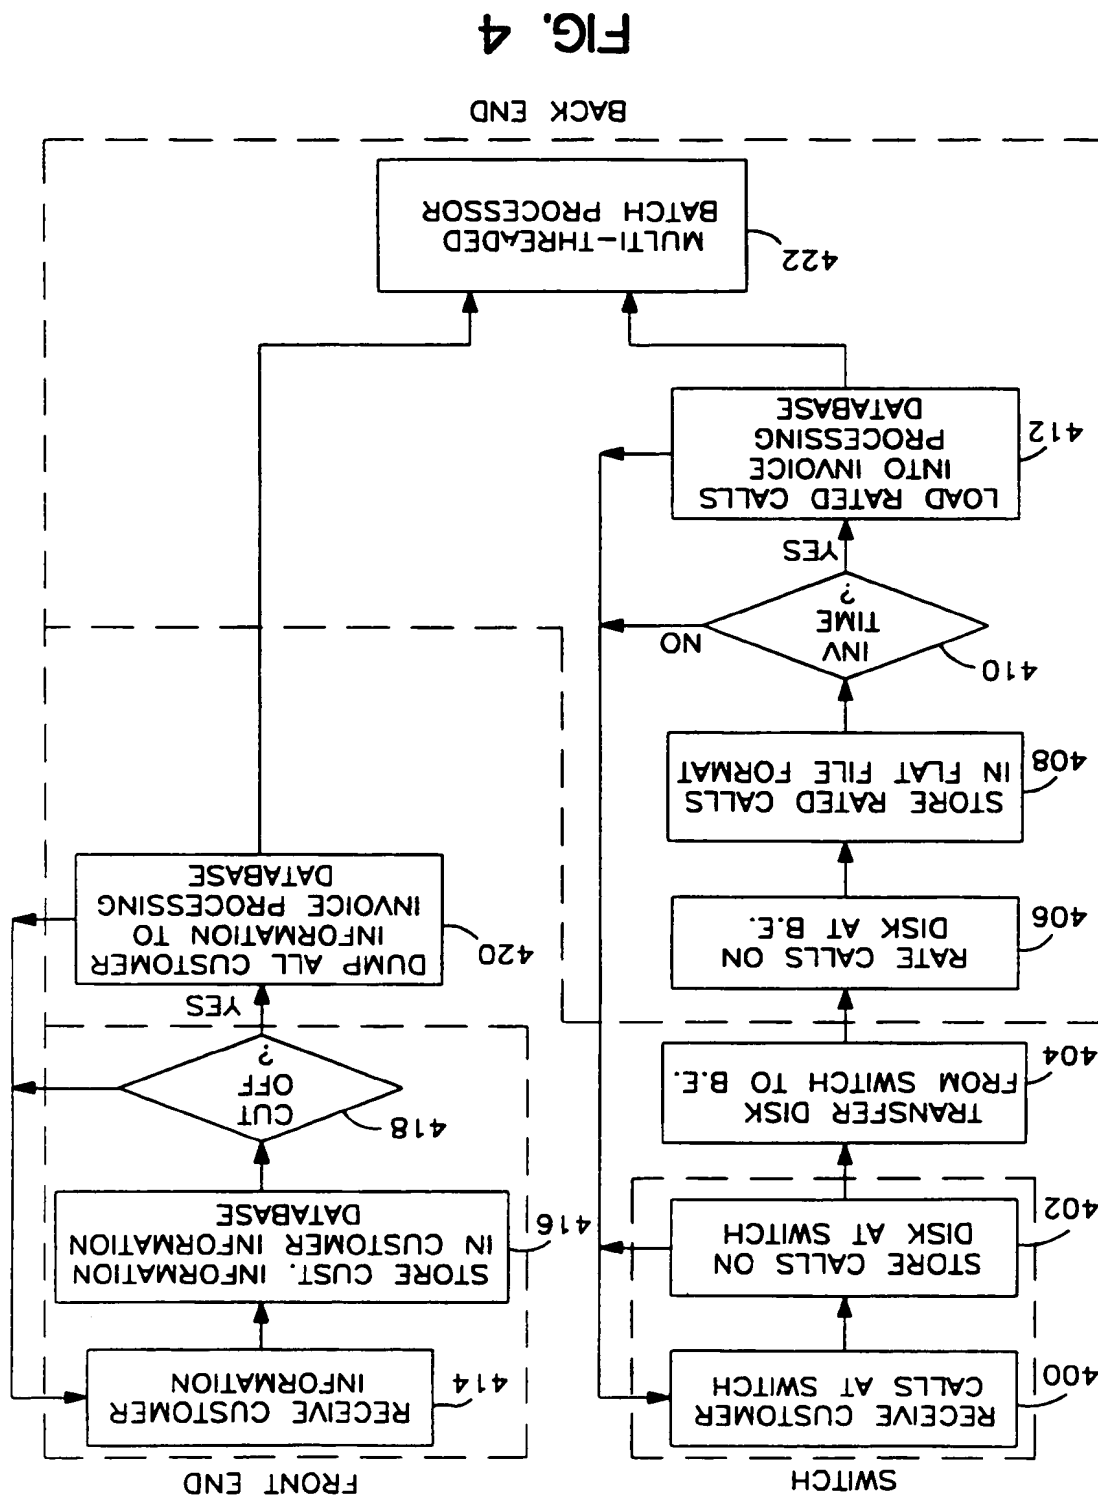 SWITCH
400
RECEIVE CUSTOMER
CALLS AT SWITCH
402
STORE CALLS ON
DISK AT SWITCH
404
TRANSFER DISK
FROM SWITCH TO B.E.
406
RATE CALLS ON
DISK AT B.E.
408
STORE RATED CALLS
IN FLAT FILE FORMAT
410
INV
TIME
?
NO
YES
412
LOAD RATED CALLS
INTO INVOICE
PROCESSING
DATABASE
FRONT END
414
RECEIVE CUSTOMER
INFORMATION
416
STORE CUST. INFORMATION
IN CUSTOMER INFORMATION
DATABASE
418
CUT
OFF
?
YES
420
DUMP ALL CUSTOMER
INFORMATION TO
INVOICE PROCESSING
DATABASE
422
MULTI-THREADED
BATCH PROCESSOR
BACK END
FIG. 4